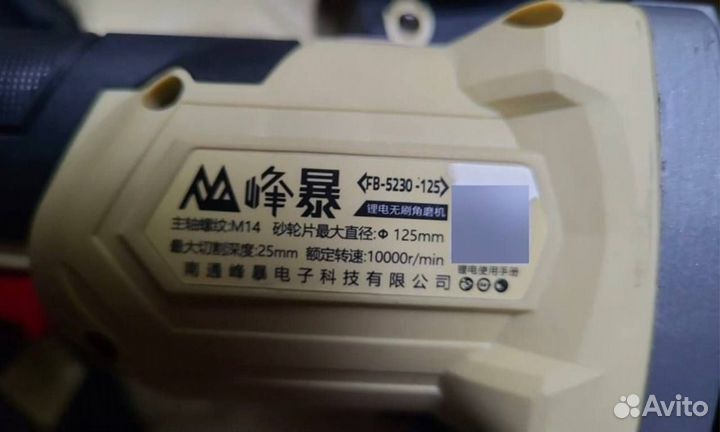 峰暴 <FB-5230-125>
锂电无刷角磨机
主轴螺纹:M14 砂轮片最大直径:Φ 125mm
最大切割深度:25mm 额定转速:10000r/min
南通峰暴电子科技有限公司
锂电使用手册
Avito